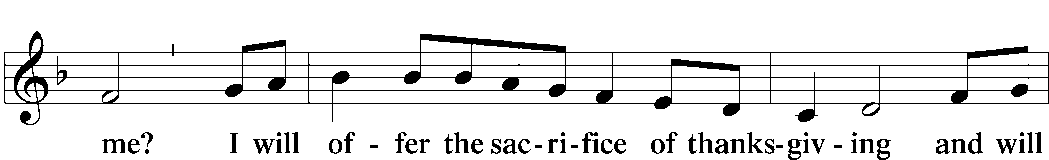 me? I will of - fer the sac - ri - fice of thanks - giv - ing and will